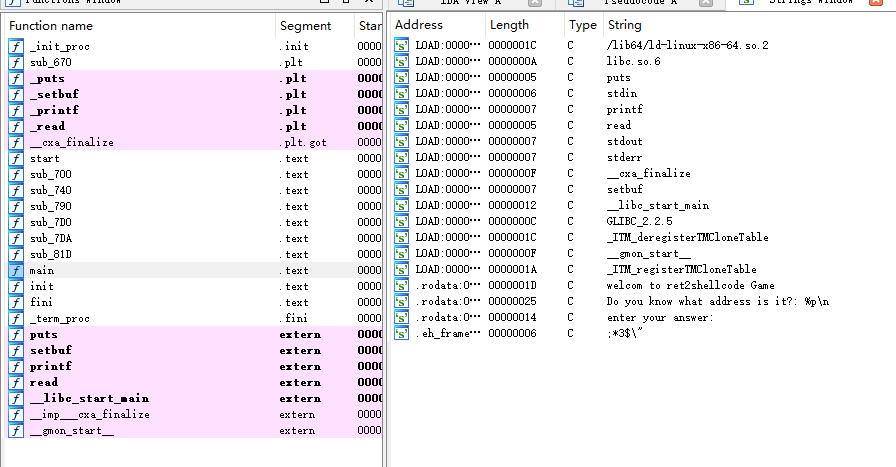 Functions window
IDA View A
Pseudocode A
Strings window
Function name Segment Star
_init_proc .init 0000
sub_670 .plt 0000
_puts .plt 0000
_setbuf .plt 0000
_printf .plt 0000
_read .plt 0000
__cxa_finalize .plt.got 0000
start .text 0000
sub_700 .text 0000
sub_740 .text 0000
sub_790 .text 0000
sub_7D0 .text 0000
sub_7DA .text 0000
sub_81D .text 0000
main .text 0000
init .text 0000
fini .text 0000
_term_proc .fini 0000
puts extern 0000
setbuf extern 0000
printf extern 0000
read extern 0000
__libc_start_main extern 0000
__imp___cxa_finalize extern 0000
__gmon_start__ extern 0000
Address Length Type String
's' LOAD:0000··· 0000001C C /lib64/ld-linux-x86-64.so.2
's' LOAD:0000··· 0000000A C libc.so.6
's' LOAD:0000··· 00000005 C puts
's' LOAD:0000··· 00000006 C stdin
's' LOAD:0000··· 00000007 C printf
's' LOAD:0000··· 00000005 C read
's' LOAD:0000··· 00000007 C stdout
's' LOAD:0000··· 00000007 C stderr
's' LOAD:0000··· 0000000F C __cxa_finalize
's' LOAD:0000··· 00000007 C setbuf
's' LOAD:0000··· 00000012 C __libc_start_main
's' LOAD:0000··· 0000000C C GLIBC_2.2.5
's' LOAD:0000··· 0000001C C _ITM_deregisterTMCloneTable
's' LOAD:0000··· 0000000F C __gmon_start__
's' LOAD:0000··· 0000001A C _ITM_registerTMCloneTable
's' .rodata:0··· 0000001D C welcom to ret2shellcode Game
's' .rodata:0··· 00000025 C Do you know what address is it?: %p\n
's' .rodata:0··· 00000014 C enter your answer:
's' .eh_frame··· 00000006 C ;*3$\"